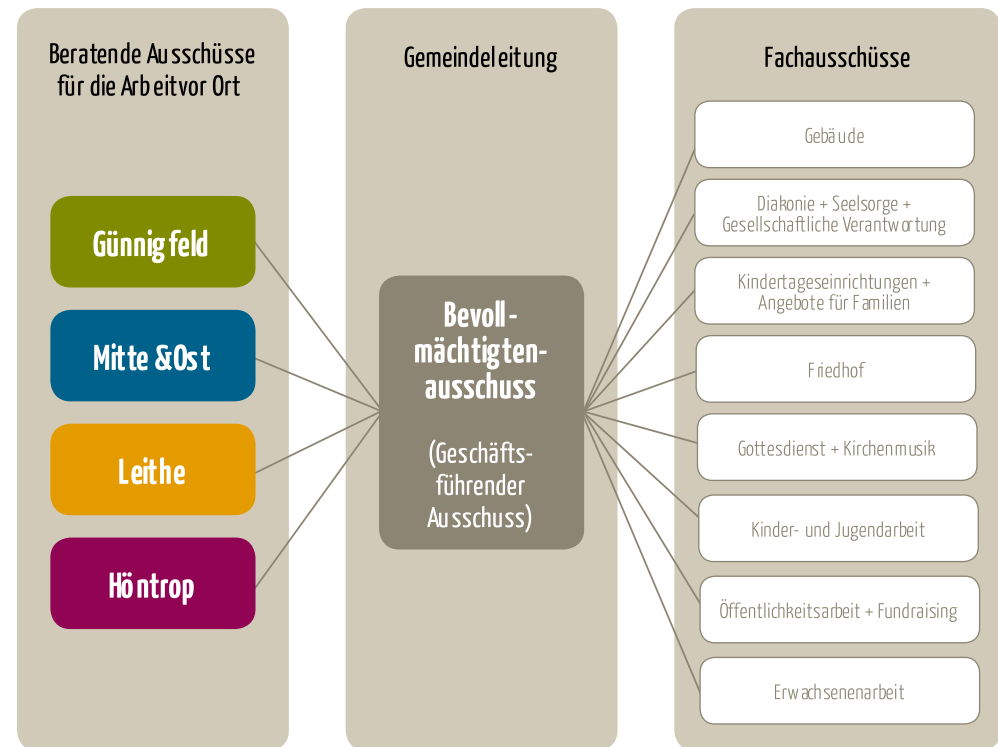 Beratende Ausschüsse
für die Arbeit vor Ort
Günnigfeld
Mitte & Ost
Leithe
Höntrop
Gemeindeleitung
Bevoll-
mächtigten-
ausschuss
(Geschäfts-
führender
Ausschuss)
Fachausschüsse
Gebäude
Diakonie + Seelsorge +
Gesellschaftliche Verantwortung
Kindertageseinrichtungen +
Angebote für Familien
Friedhof
Gottesdienst + Kirchenmusik
Kinder- und Jugendarbeit
Öffentlichkeitsarbeit + Fundraising
Erwachsenenarbeit